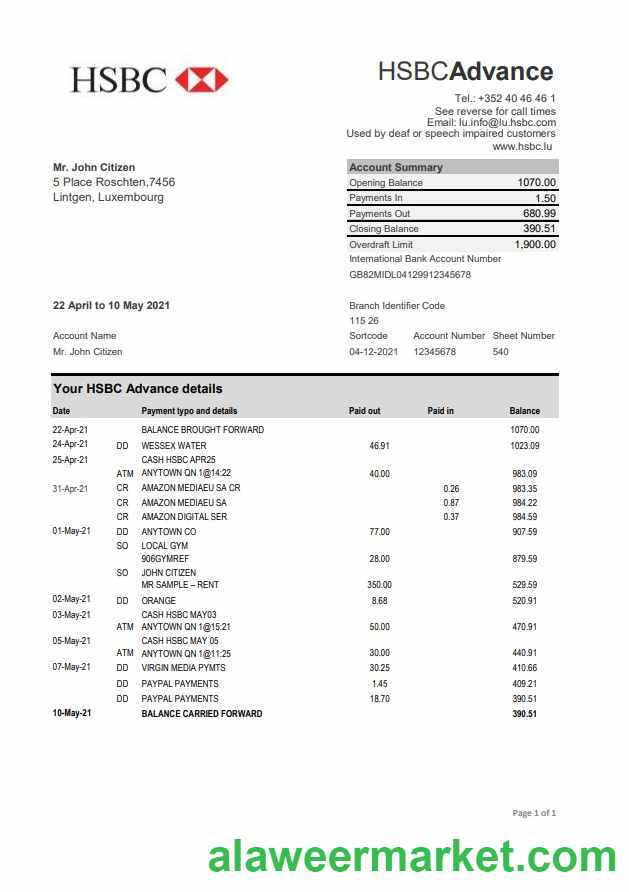 HSBC
HSBCAdvance
Tel.: +352 40 46 46 1
See reverse for call times
Email: lu.info@lu.hsbc.com
Used by deaf or speech impaired customers
www.hsbc.lu
Mr. John Citizen
5 Place Roschten,7456
Lintgen, Luxembourg
Account Summary
Opening Balance 1070.00
Payments In 1.50
Payments Out 680.99
Closing Balance 390.51
Overdraft Limit 1,900.00
International Bank Account Number
GB82MIDL04129912345678
22 April to 10 May 2021
Branch Identifier Code
115 26
Account Name Sortcode Account Number Sheet Number
Mr. John Citizen 04-12-2021 12345678 540
Your HSBC Advance details
Date Payment typo and details Paid out Paid in Balance
22-Apr-21 BALANCE BROUGHT FORWARD 1070.00
24-Apr-21 DD WESSEX WATER 46.91 1023.09
25-Apr-21 CASH HSBC APR25
ATM ANYTOWN QN 1@14:22 40.00 983.09
31-Apr-21 CR AMAZON MEDIAEU SA CR 0.26 983.35
CR AMAZON MEDIAEU SA 0.87 984.22
CR AMAZON DIGITAL SER 0.37 984.59
01-May-21 DD ANYTOWN CO 77.00 907.59
SO LOCAL GYM
906GYMREF 28.00 879.59
SO JOHN CITIZEN
MR SAMPLE – RENT 350.00 529.59
02-May-21 DD ORANGE 8.68 520.91
03-May-21 CASH HSBC MAY03
ATM ANYTOWN QN 1@15:21 50.00 470.91
05-May-21 CASH HSBC MAY 05
ATM ANYTOWN QN 1@11:25 30.00 440.91
07-May-21 DD VIRGIN MEDIA PYMTS 30.25 410.66
DD PAYPAL PAYMENTS 1.45 409.21
DD PAYPAL PAYMENTS 18.70 390.51
10-May-21 BALANCE CARRIED FORWARD 390.51
Page 1 of 1
alaweermarket.com